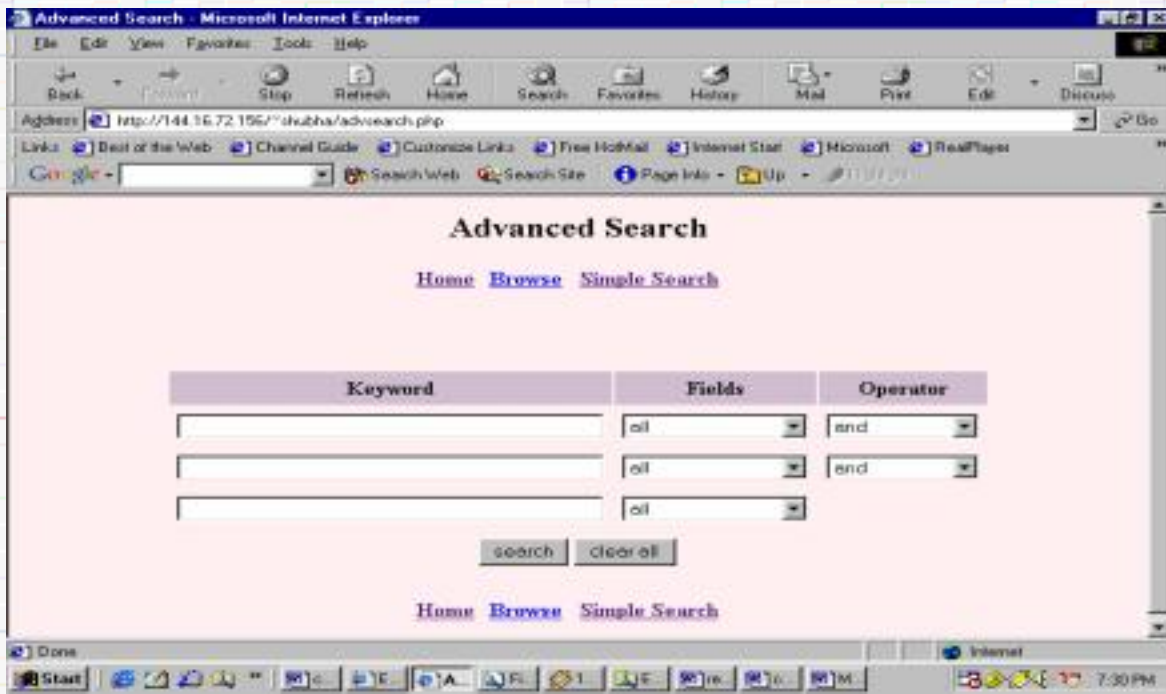 Advanced Search - Microsoft Internet Explorer
File Edit View Favorites Tools Help
Back Forward Stop Refresh Home Search Favorites History Mail Print Edit Discuss
Address http://144.16.72.156/~shubha/advsearch.php Go
Links Best of the Web Channel Guide Customize Links Free HotMail Internet Start Microsoft RealPlayer
Google Search Web Search Site Page Info Up
Advanced Search
Home Browse Simple Search
Keyword Fields Operator
all and
all and
all
search clear all
Home Browse Simple Search
Done Internet
Start 7:30 PM